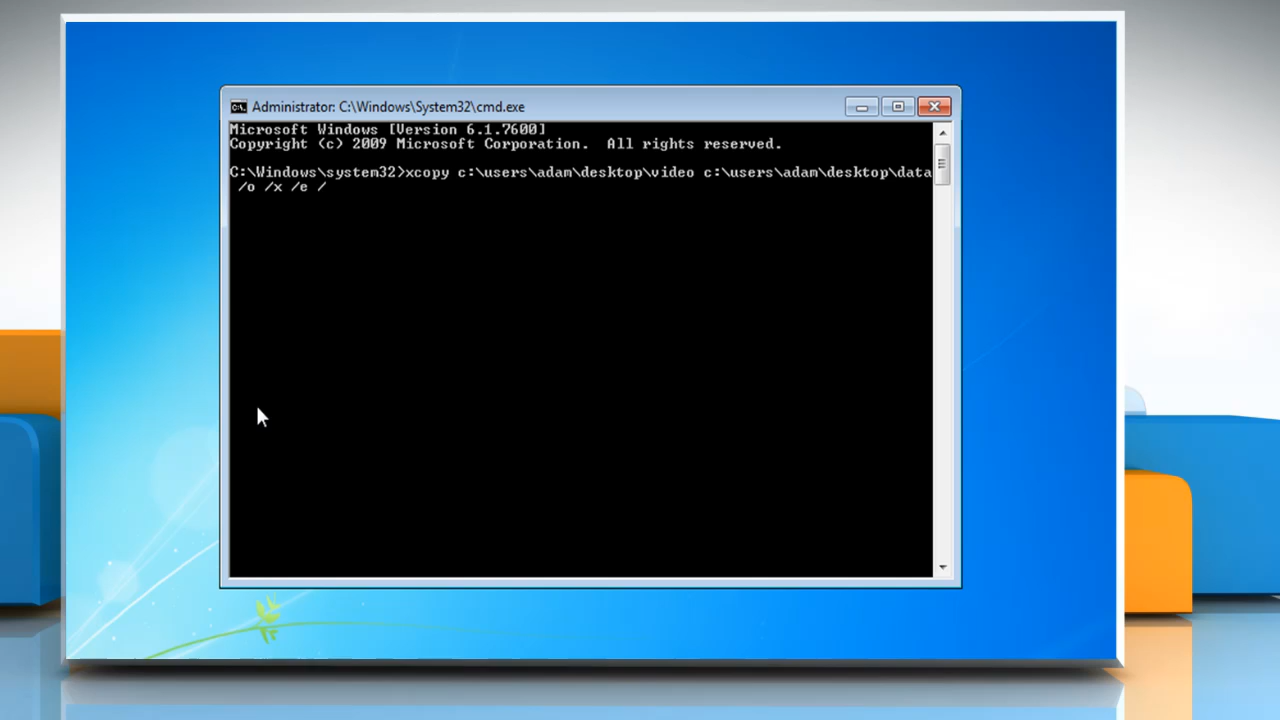 Administrator: C:\Windows\System32\cmd.exe
Microsoft Windows [Version 6.1.7600]
Copyright (c) 2009 Microsoft Corporation.  All rights reserved.
C:\Windows\system32>xcopy c:\users\adam\desktop\video c:\users\adam\desktop\data
/o /x /e /